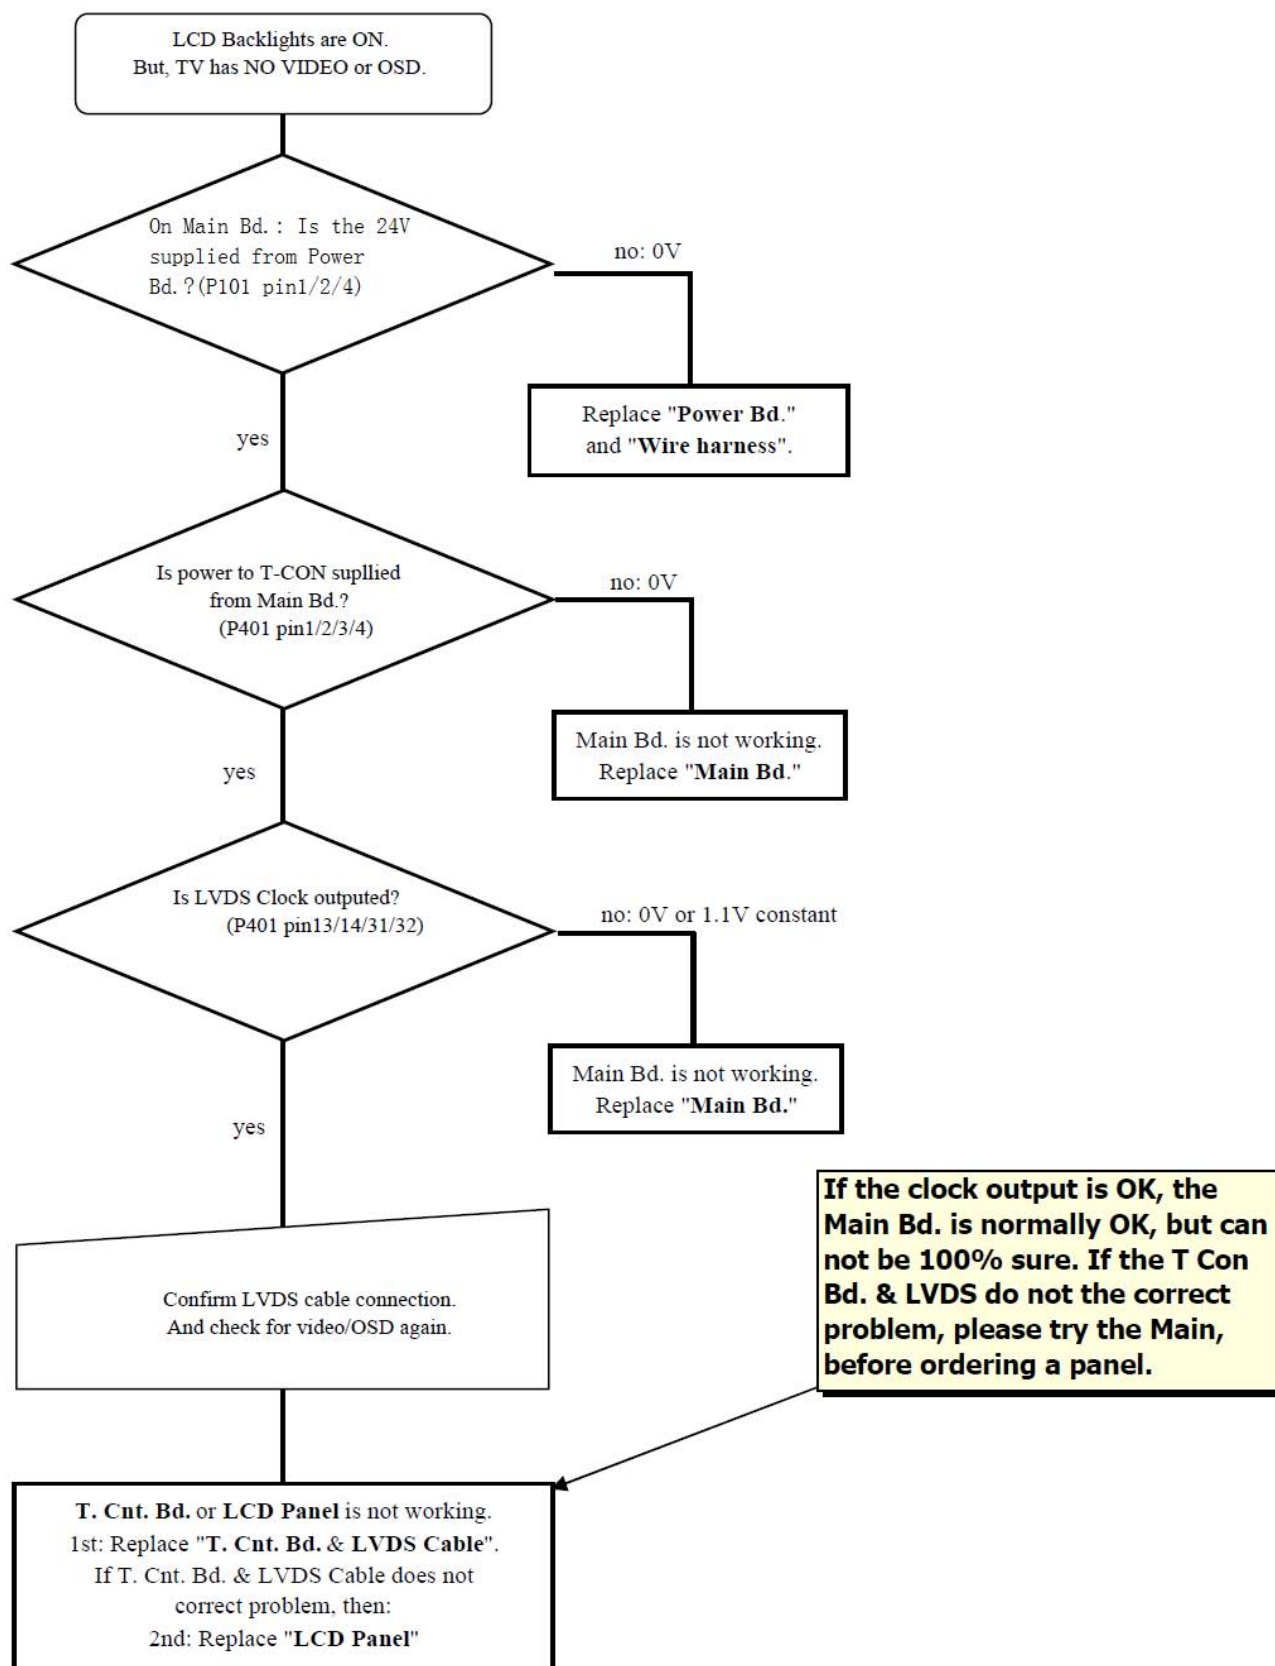 LCD Backlights are ON.
But, TV has NO VIDEO or OSD.
On Main Bd.: Is the 24V
supplied from Power
Bd.?(P101 pin1/2/4)
no: 0V
Replace "Power Bd."
and "Wire harness".
yes
Is power to T-CON supllied
from Main Bd.?
(P401 pin1/2/3/4)
no: 0V
Main Bd. is not working.
Replace "Main Bd."
yes
Is LVDS Clock outputed?
(P401 pin13/14/31/32)
no: 0V or 1.1V constant
Main Bd. is not working.
Replace "Main Bd."
yes
If the clock output is OK, the
Main Bd. is normally OK, but can
not be 100% sure. If the T Con
Bd. & LVDS do not the correct
problem, please try the Main,
before ordering a panel.
Confirm LVDS cable connection.
And check for video/OSD again.
T. Cnt. Bd. or LCD Panel is not working.
1st: Replace "T. Cnt. Bd. & LVDS Cable".
If T. Cnt. Bd. & LVDS Cable does not
correct problem, then:
2nd: Replace "LCD Panel"